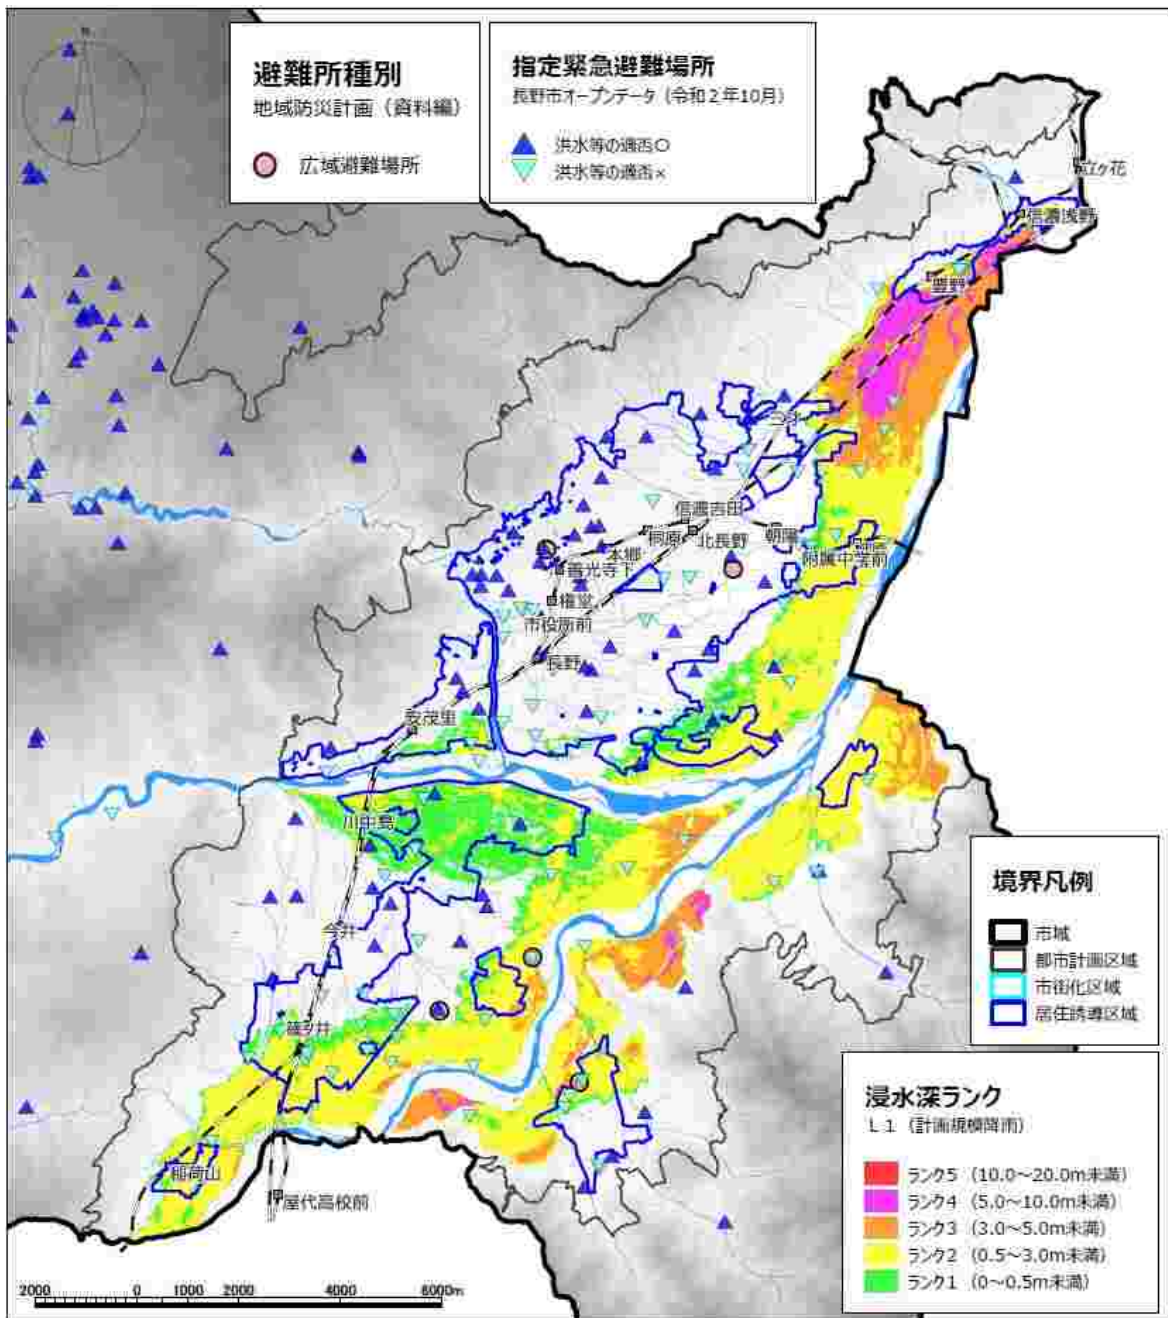 避難所種別
地域防災計画（資料編）
広域避難場所
指定緊急避難場所
長野市オープンデータ（令和２年10月）
洪水等の適否○
洪水等の適否×
N
立ヶ花
信濃浅野
豊野
三才
信濃吉田
桐原
北長野
朝陽
附属中学前
本郷
善光寺下
権堂
市役所前
長野
安茂里
川中島
今井
篠ノ井
稲荷山
屋代高校前
境界凡例
市域
都市計画区域
市街化区域
居住誘導区域
浸水深ランク
Ｌ１（計画規模降雨）
ランク５（10.0～20.0m未満）
ランク４（5.0～10.0m未満）
ランク３（3.0～5.0m未満）
ランク２（0.5～3.0m未満）
ランク１（0～0.5m未満）
2000 0 1000 2000 4000 6000m